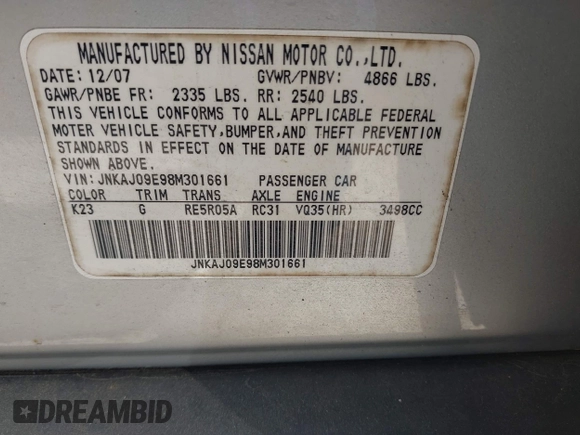 MANUFACTURED BY NISSAN MOTOR CO.,LTD.
DATE: 12/07 GVWR/PNBV: 4866 LBS.
GAWR/PNBE FR: 2335 LBS. RR: 2540 LBS.
THIS VEHICLE CONFORMS TO ALL APPLICABLE FEDERAL
MOTER VEHICLE SAFETY,BUMPER,AND THEFT PREVENTION
STANDARDS IN EFFECT ON THE DATE OF MANUFACTURE
SHOWN ABOVE.
VIN: JNKAJ09E98M301661 PASSENGER CAR
COLOR TRIM TRANS AXLE ENGINE
K23 G RE5R05A RC31 VQ35(HR) 3498CC
JNKAJ09E98M301661
DREAMBID